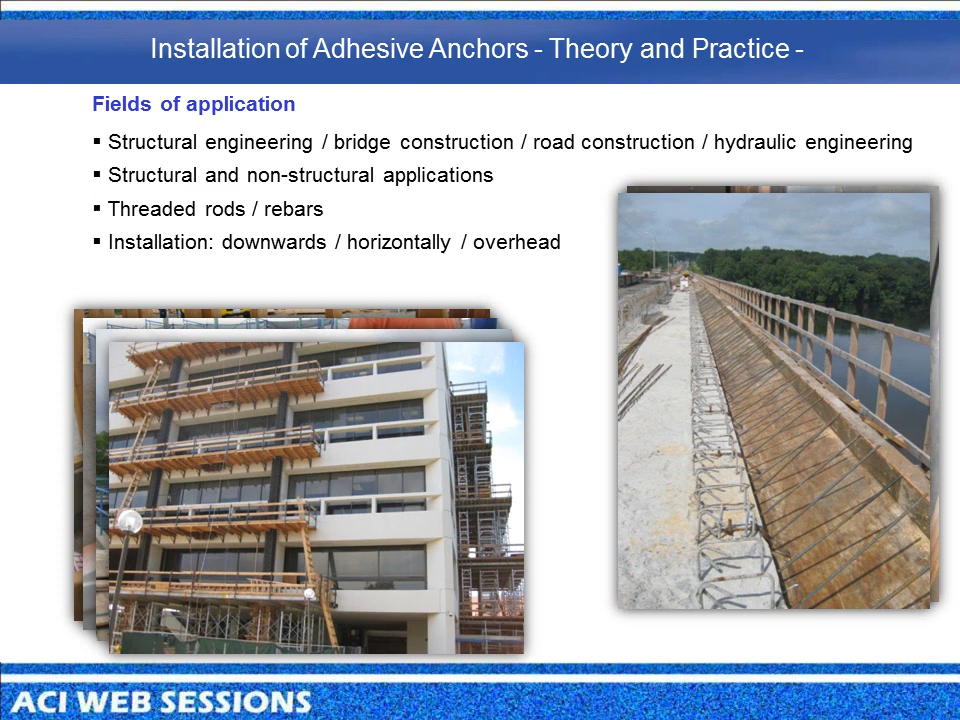 Installation of Adhesive Anchors - Theory and Practice -
Fields of application
▪ Structural engineering / bridge construction / road construction / hydraulic engineering
▪ Structural and non-structural applications
▪ Threaded rods / rebars
▪ Installation: downwards / horizontally / overhead
ACI WEB SESSIONS